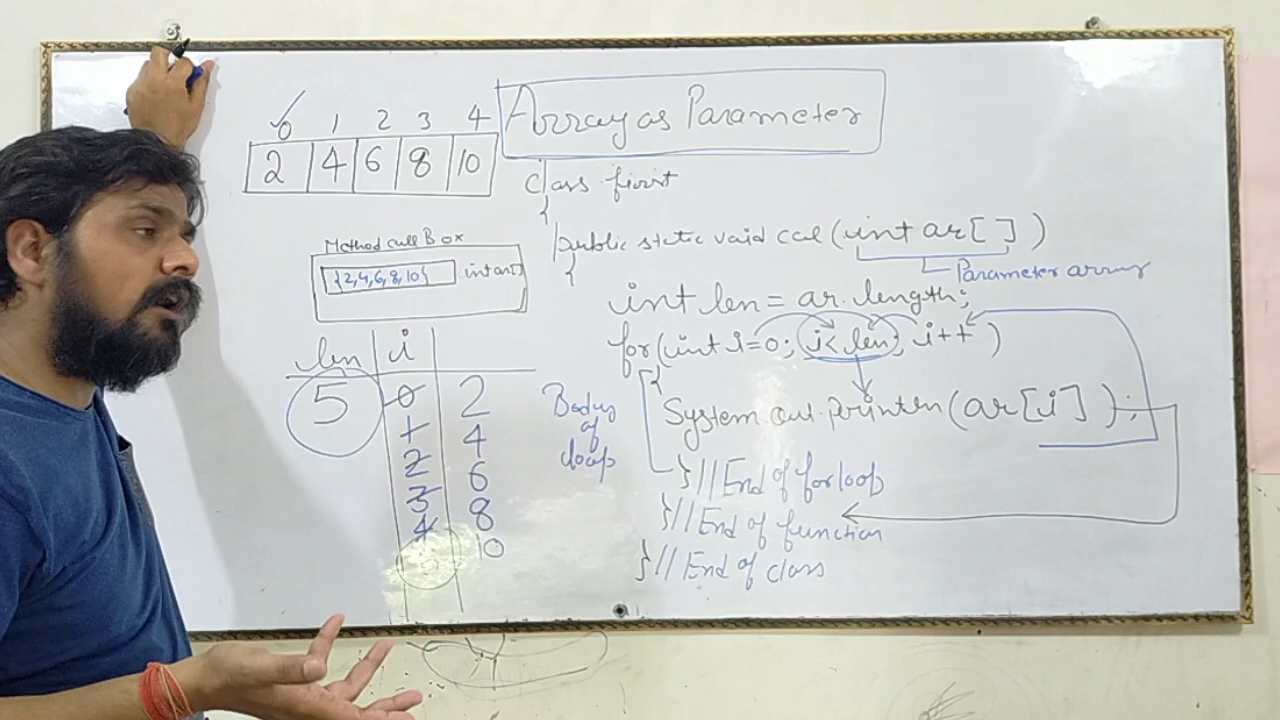 Array as Parameter
0 1 2 3 4
2 4 6 8 10
class first
{
public static void cal (int ar[ ])
{
Parameter array
Method call Box
{2,4,6,8,10} int ar[]
int len = ar.length;
for(int i=0; i< len; i++)
{
System.out.println(ar[i]);
}//End of for loop
}//End of function
}//End of class
Body
of
loop
len i
5 0 2
1 4
2 6
3 8
4 10
5